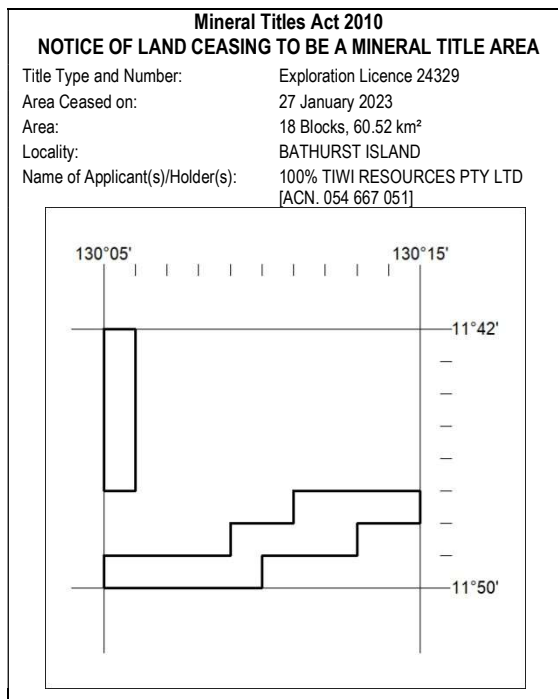 Mineral Titles Act 2010
NOTICE OF LAND CEASING TO BE A MINERAL TITLE AREA
Title Type and Number: Exploration Licence 24329
Area Ceased on: 27 January 2023
Area: 18 Blocks, 60.52 km²
Locality: BATHURST ISLAND
Name of Applicant(s)/Holder(s): 100% TIWI RESOURCES PTY LTD
[ACN. 054 667 051]
130°05' 130°15'
11°42'
11°50'